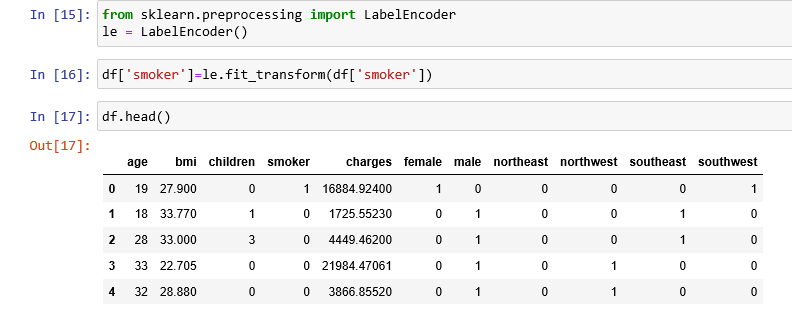 In [15]: from sklearn.preprocessing import LabelEncoder
le = LabelEncoder()
In [16]: df['smoker']=le.fit_transform(df['smoker'])
In [17]: df.head()
Out[17]:
age bmi children smoker charges female male northeast northwest southeast southwest
0 19 27.900 0 1 16884.92400 1 0 0 0 0 1
1 18 33.770 1 0 1725.55230 0 1 0 0 1 0
2 28 33.000 3 0 4449.46200 0 1 0 0 1 0
3 33 22.705 0 0 21984.47061 0 1 0 1 0 0
4 32 28.880 0 0 3866.85520 0 1 0 1 0 0